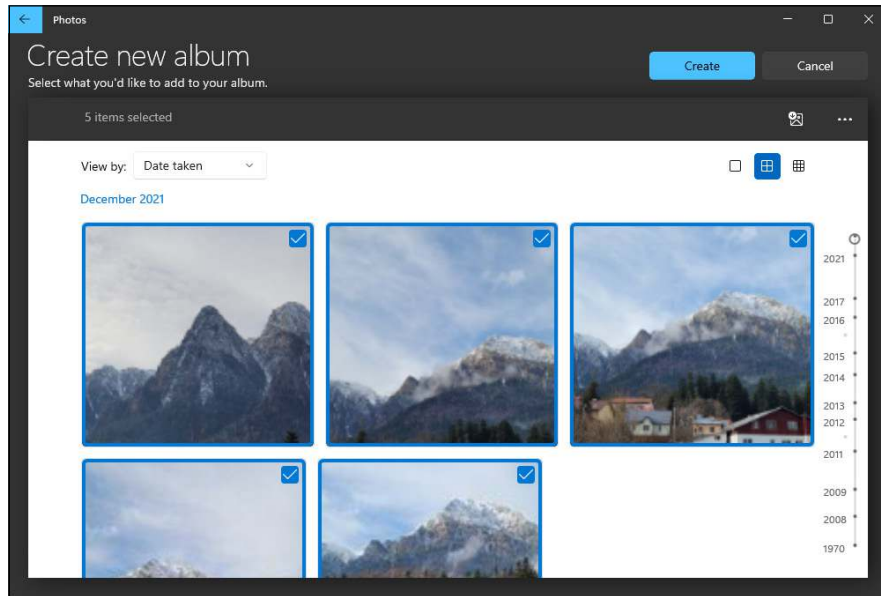 Photos
Create new album
Select what you'd like to add to your album.
Create
Cancel
5 items selected
View by:
Date taken
December 2021
2021
2017
2016
2015
2014
2013
2012
2011
2009
2008
1970